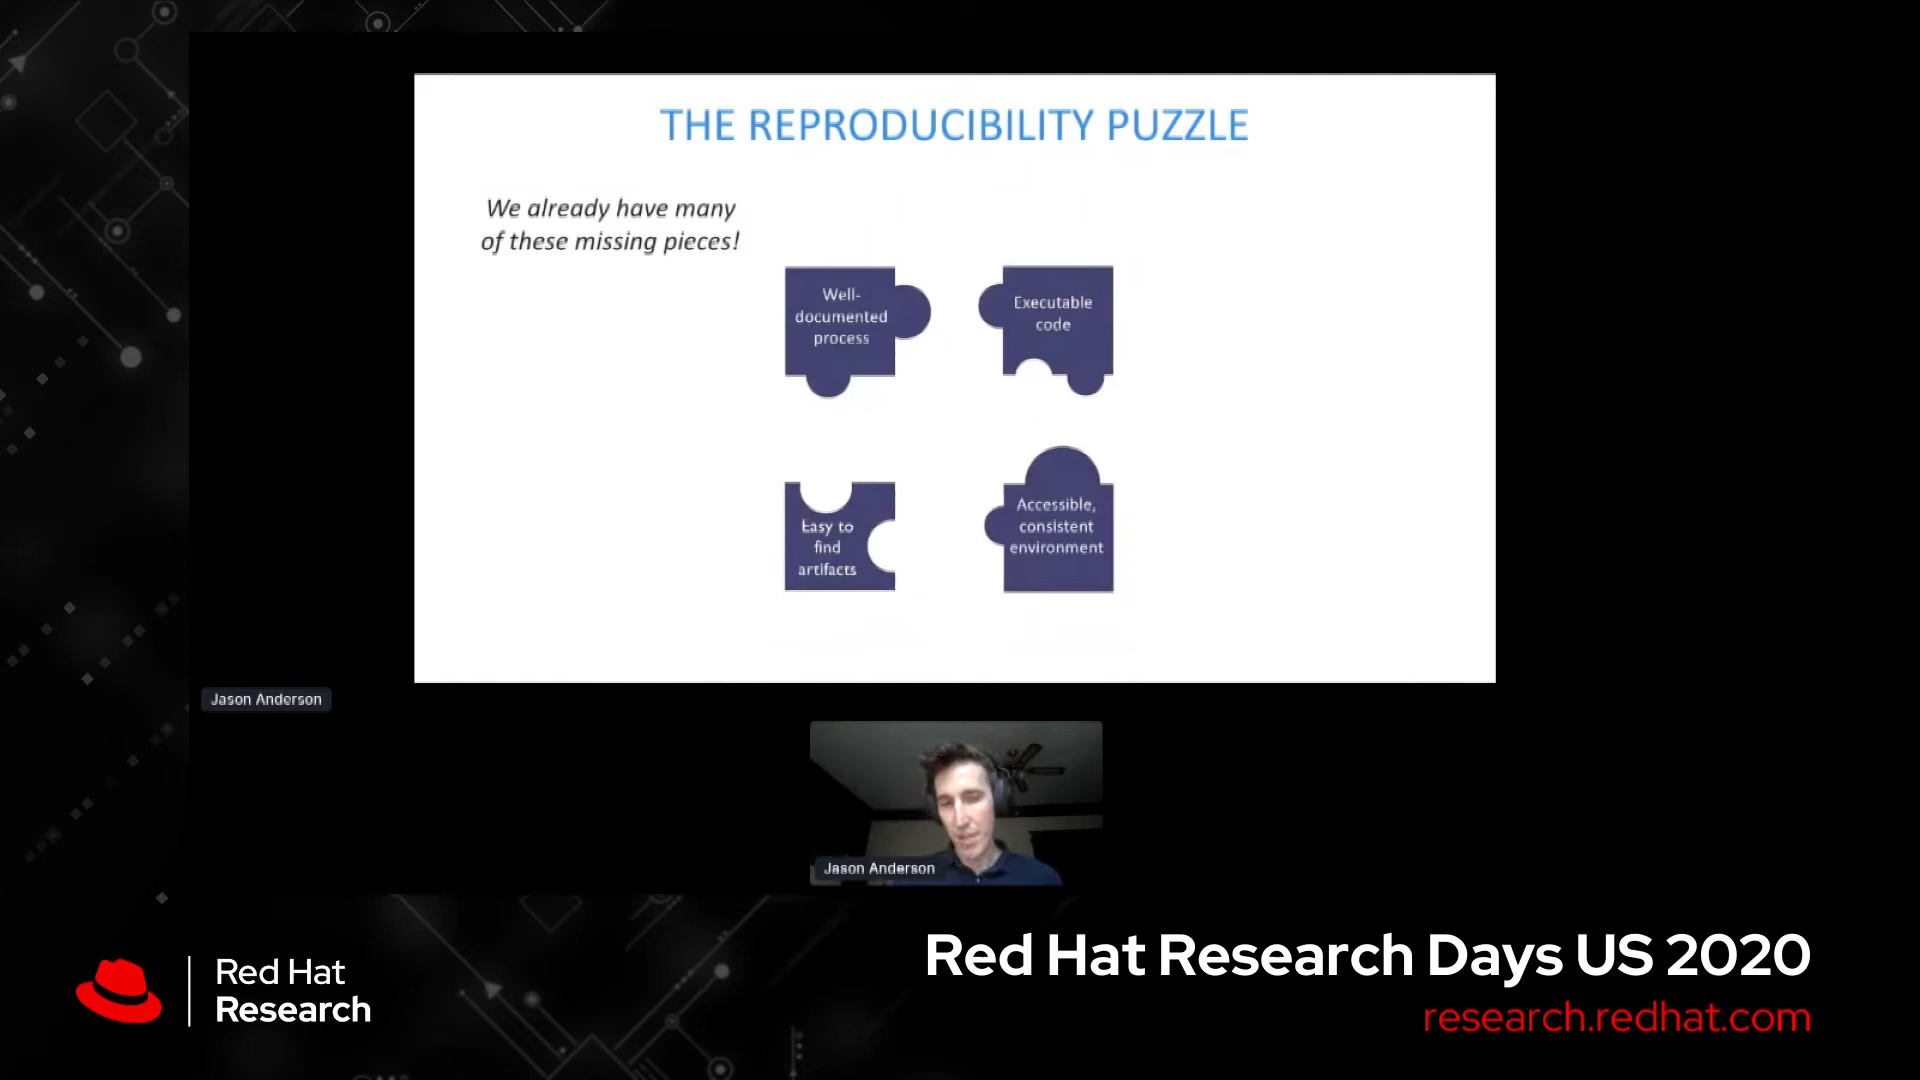 THE REPRODUCIBILITY PUZZLE
We already have many
of these missing pieces!
Well-
documented
process
Executable
code
Easy to
find
artifacts
Accessible,
consistent
environment
Jason Anderson
Jason Anderson
Red Hat
Research
Red Hat Research Days US 2020
research.redhat.com